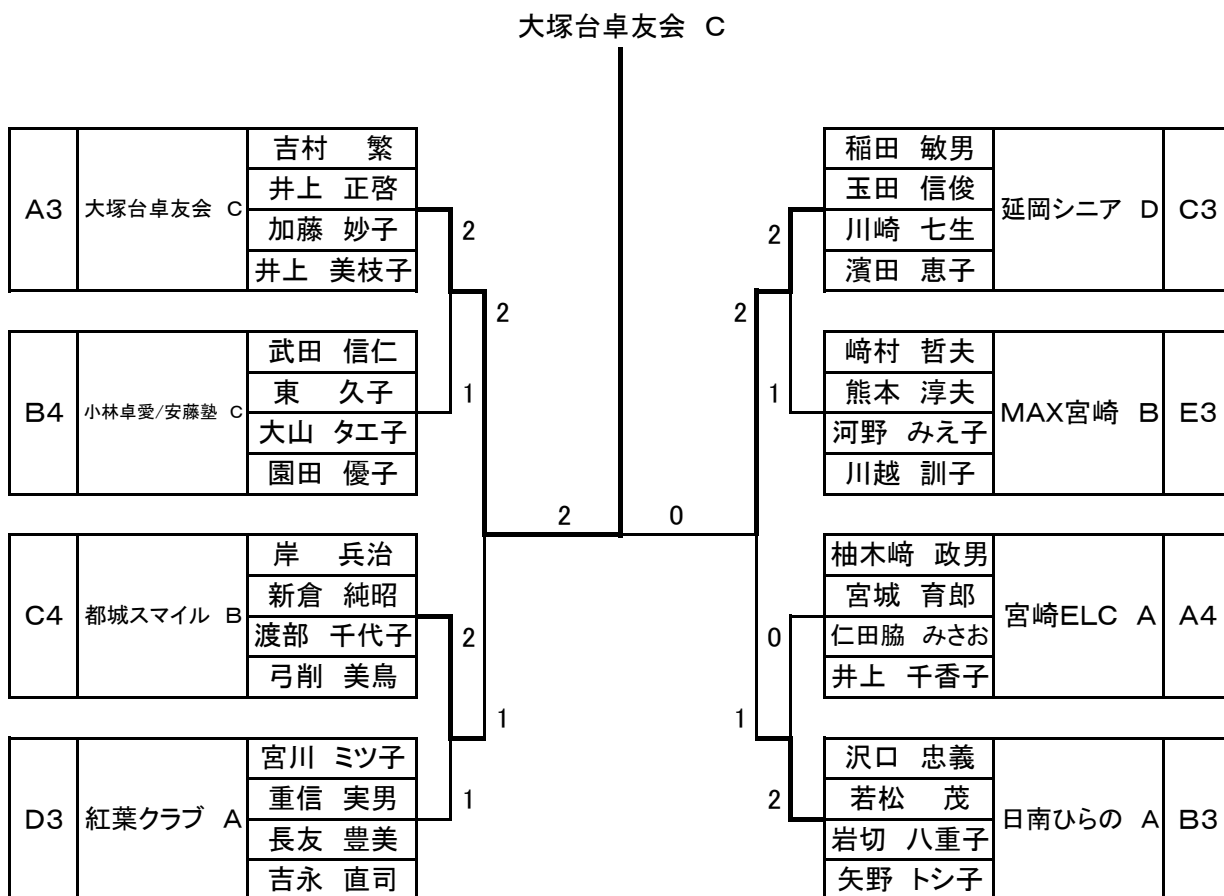 大塚台卓友会 C
A3
大塚台卓友会 C
吉村 繁
井上 正啓
加藤 妙子
井上 美枝子
2
B4
小林卓愛/安藤塾 C
武田 信仁
東 久子
大山 タエ子
園田 優子
1
2
C4
都城スマイル B
岸 兵治
新倉 純昭
渡部 千代子
弓削 美鳥
2
D3
紅葉クラブ A
宮川 ミツ子
重信 実男
長友 豊美
吉永 直司
1
1
2
0
稲田 敏男
玉田 信俊
川崎 七生
濱田 恵子
延岡シニア D
C3
2
﨑村 哲夫
熊本 淳夫
河野 みえ子
川越 訓子
MAX宮崎 B
E3
1
2
柚木﨑 政男
宮城 育郎
仁田脇 みさお
井上 千香子
宮崎ELC A
A4
0
沢口 忠義
若松 茂
岩切 八重子
矢野 トシ子
日南ひらの A
B3
2
1